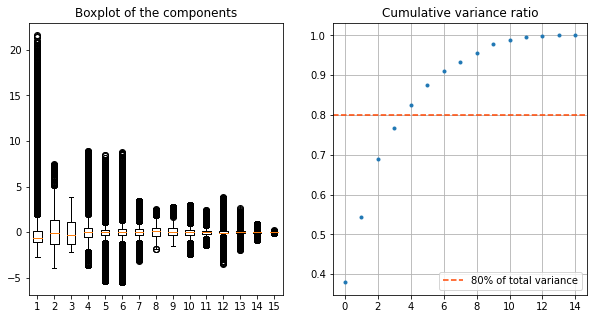 Boxplot of the components
20
15
10
5
0
−5
1 2 3 4 5 6 7 8 9 10 11 12 13 14 15
Cumulative variance ratio
1.0
0.9
0.8
0.7
0.6
0.5
0.4
80% of total variance
0 2 4 6 8 10 12 14